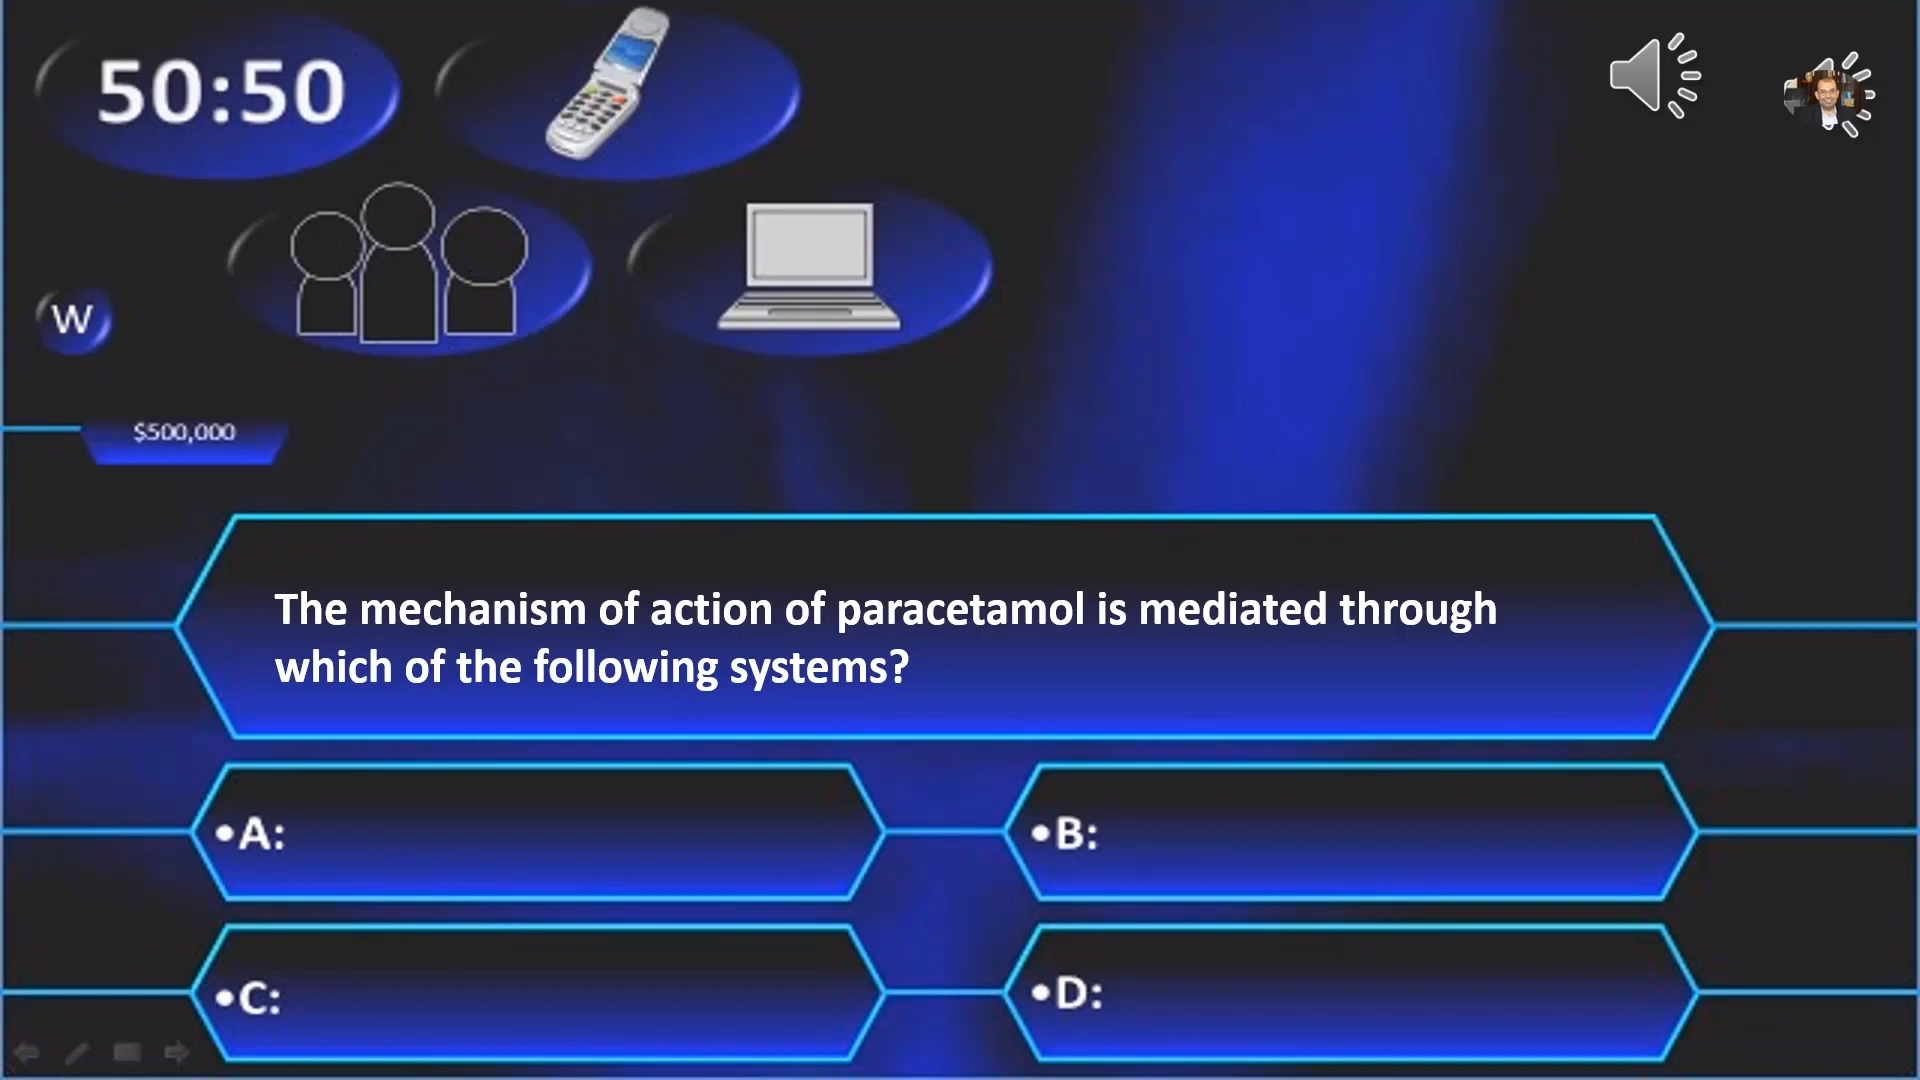 50:50
W
$500,000
The mechanism of action of paracetamol is mediated through
which of the following systems?
•A:
•B:
•C:
•D: